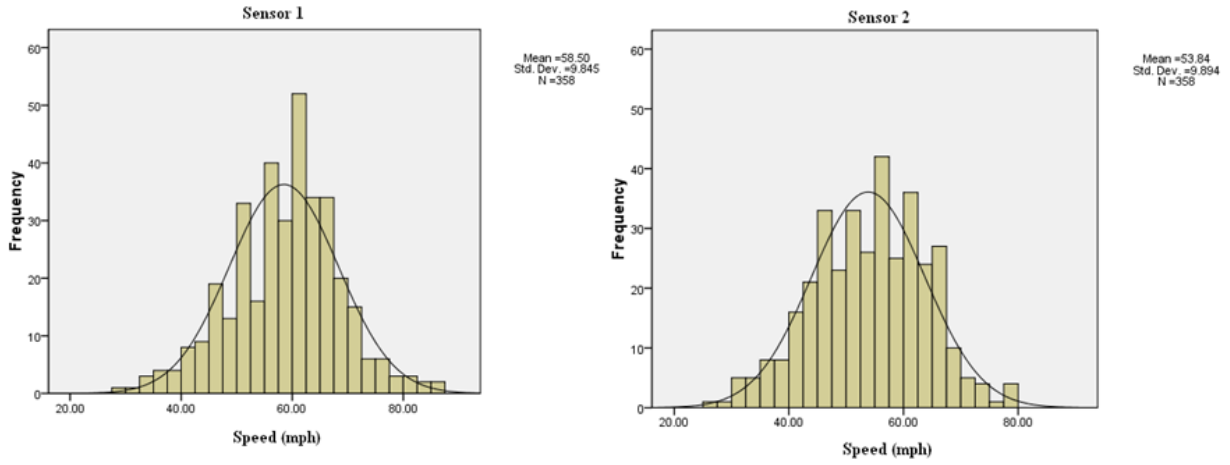 Sensor 1
Mean =58.50
Std. Dev. =9.845
N =358
60
50
40
30
20
10
0
Frequency
20.00 40.00 60.00 80.00
Speed (mph)
Sensor 2
Mean =53.84
Std. Dev. =9.894
N =358
60
50
40
30
20
10
0
Frequency
20.00 40.00 60.00 80.00
Speed (mph)